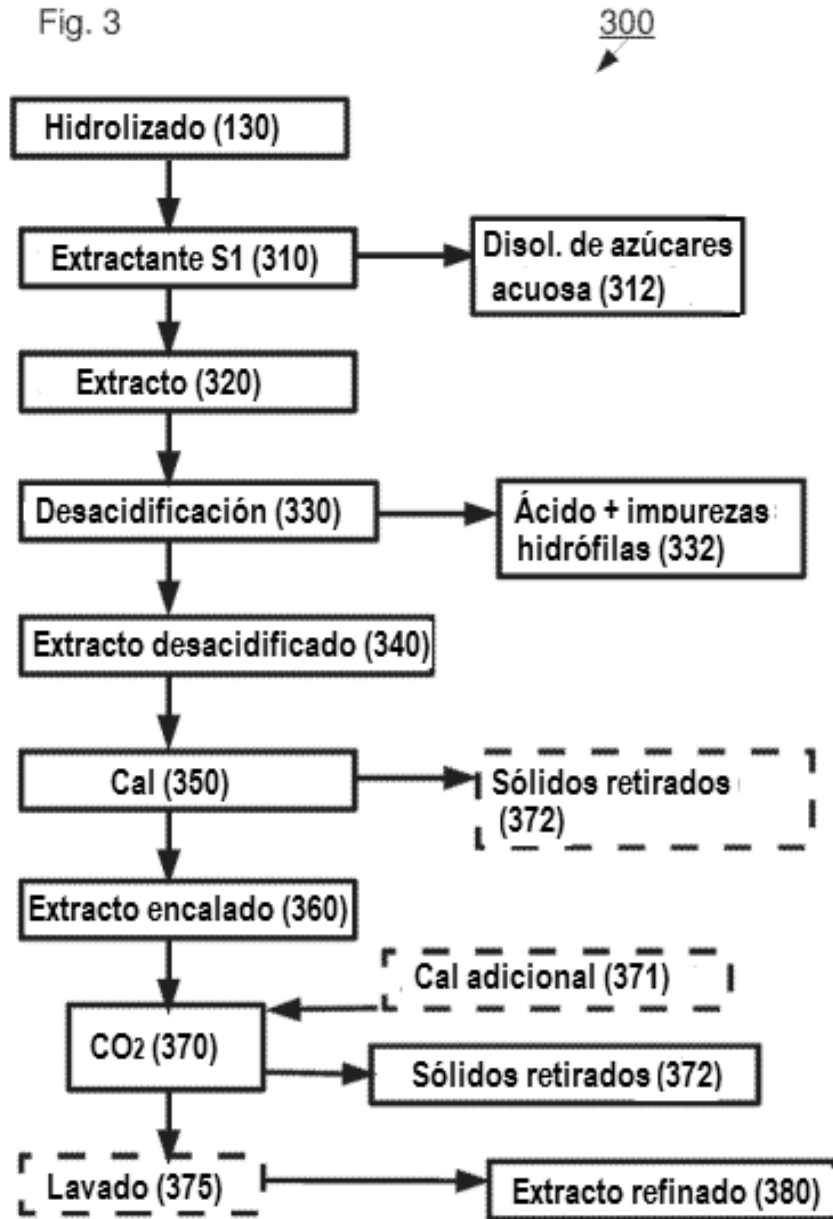 Fig. 3
300
Hidrolizado (130)
Extractante S1 (310)
Disol. de azúcares
acuosa (312)
Extracto (320)
Desacidificación (330)
Ácido + impurezas
hidrófilas (332)
Extracto desacidificado (340)
Cal (350)
Sólidos retirados
(372)
Extracto encalado (360)
Cal adicional (371)
CO2 (370)
Sólidos retirados (372)
Lavado (375)
Extracto refinado (380)